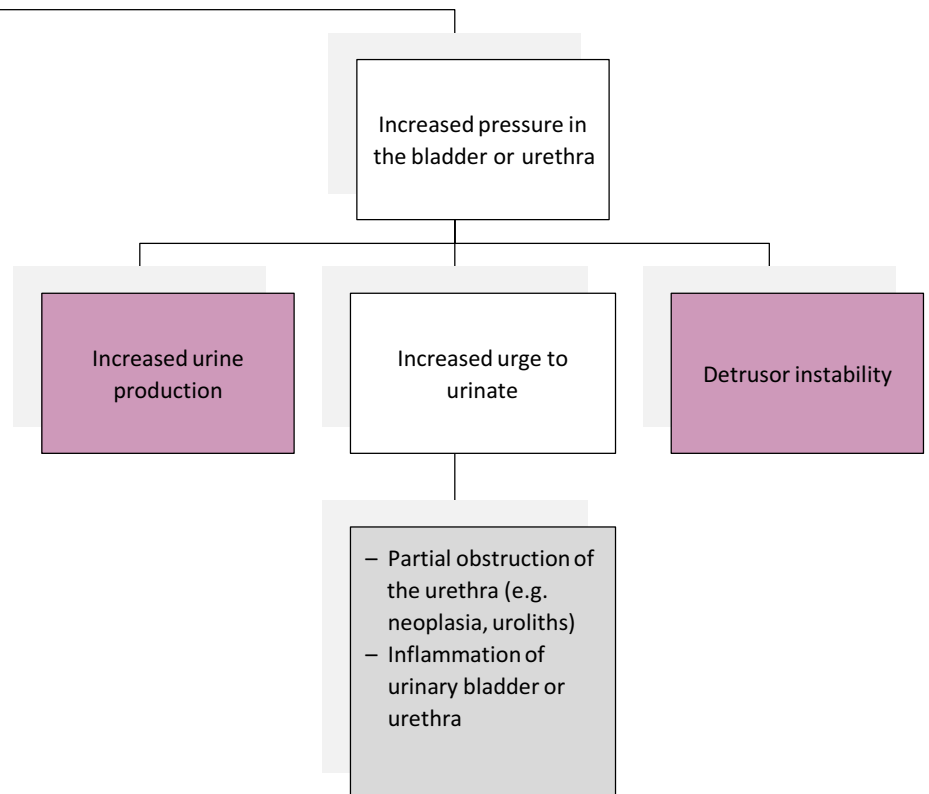 Increased pressure in
the bladder or urethra
Increased urine
production
Increased urge to
urinate
Detrusor instability
– Partial obstruction of
the urethra (e.g.
neoplasia, uroliths)
– Inflammation of
urinary bladder or
urethra